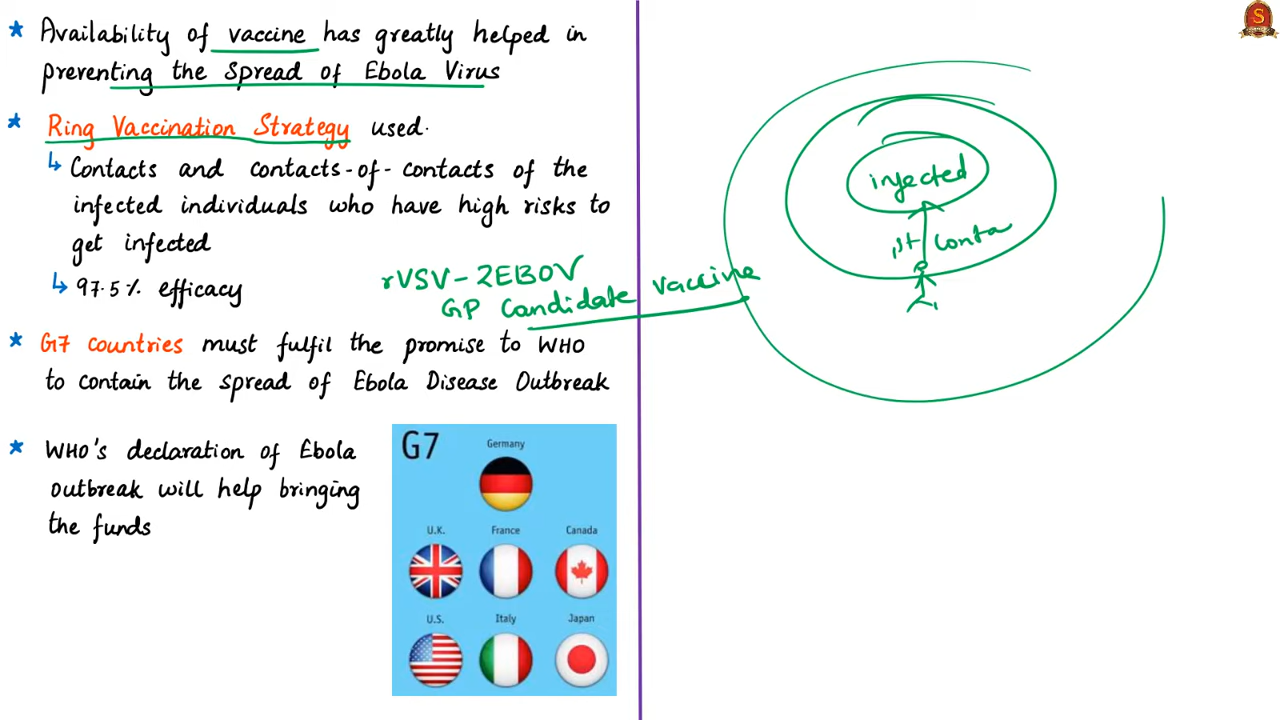 * Availability of vaccine has greatly helped in
preventing the spread of Ebola Virus
* Ring Vaccination Strategy used.
↳ Contacts and contacts-of-contacts of the
infected individuals who have high risks to
get infected
↳ 97.5% efficacy
rVSV-ZEBOV
GP Candidate vaccine
* G7 countries must fulfil the promise to WHO
to contain the spread of Ebola Disease Outbreak
* WHO's declaration of Ebola
outbreak will help bringing
the funds
G7
Germany
U.K. France Canada
U.S. Italy Japan
infected
1st Conta
S